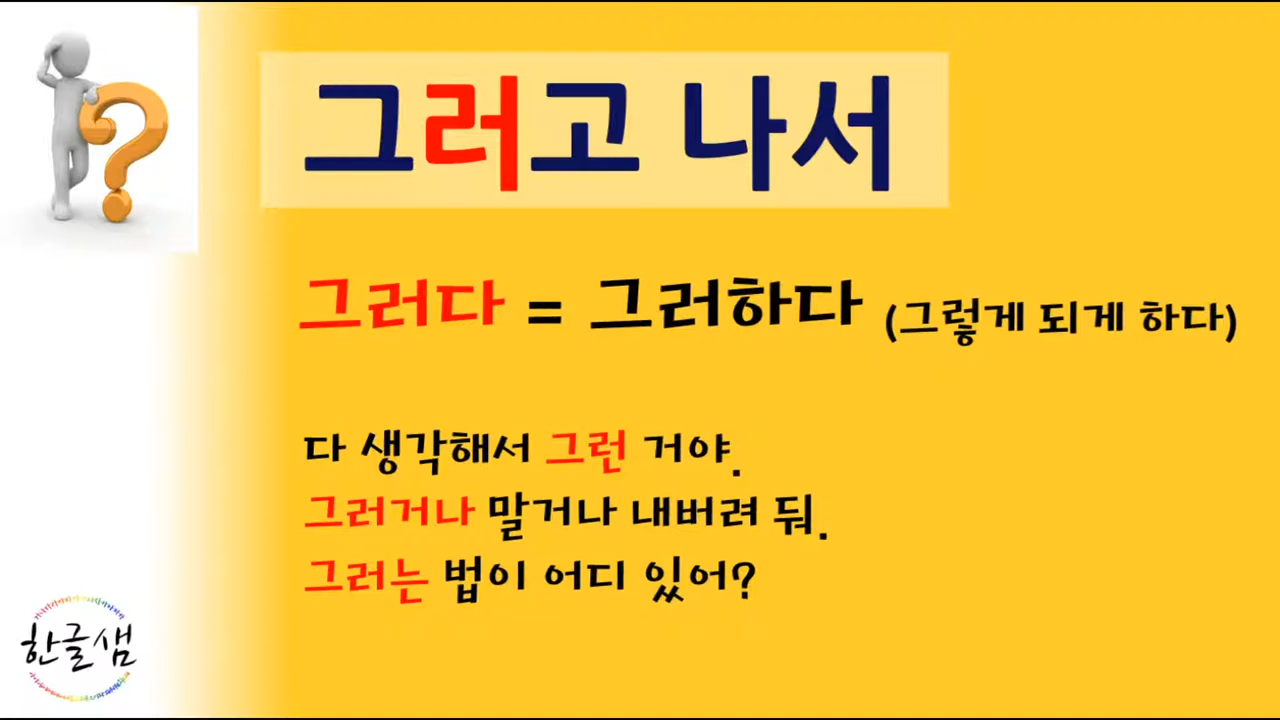 그러고 나서
그러다 = 그러하다 (그렇게 되게 하다)
다 생각해서 그런 거야.
그러거나 말거나 내버려 둬.
그러는 법이 어디 있어?
한글샘